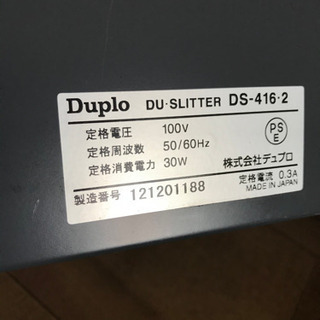 Duplo DU·SLITTER DS-416·2
定格電圧 100V
定格周波数 50/60Hz
定格消費電力 30W
PS
E
株式会社デュプロ
定格電流 0.3A
製造番号 121201188
MADE IN JAPAN